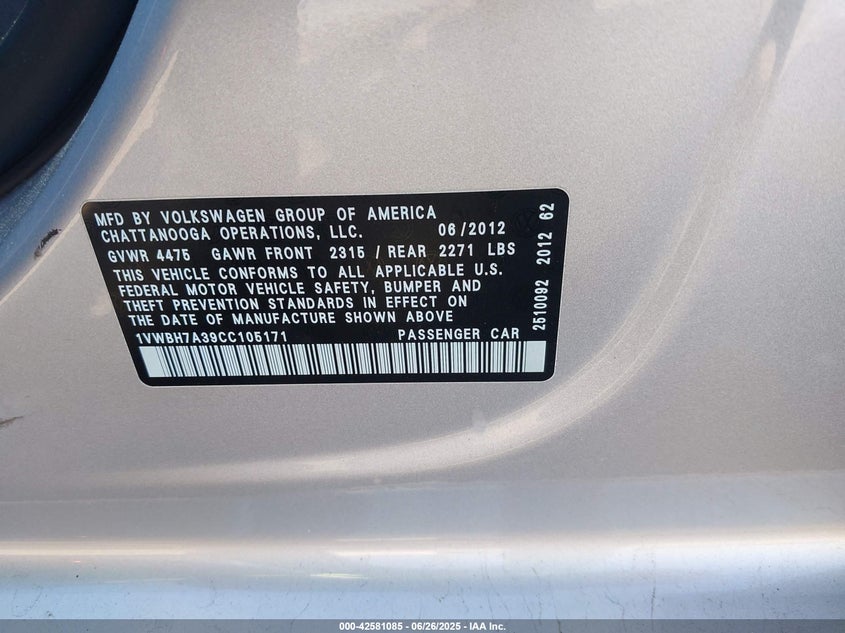 MFD BY VOLKSWAGEN GROUP OF AMERICA
CHATTANOOGA OPERATIONS, LLC. 06/2012
GVWR 4475 GAWR FRONT 2315 / REAR 2271 LBS
THIS VEHICLE CONFORMS TO ALL APPLICABLE U.S.
FEDERAL MOTOR VEHICLE SAFETY, BUMPER AND
THEFT PREVENTION STANDARDS IN EFFECT ON
THE DATE OF MANUFACTURE SHOWN ABOVE
1VWBH7A39CC105171 PASSENGER CAR
2510092 2012 62
000-42581085 - 06/26/2025 - IAA Inc.